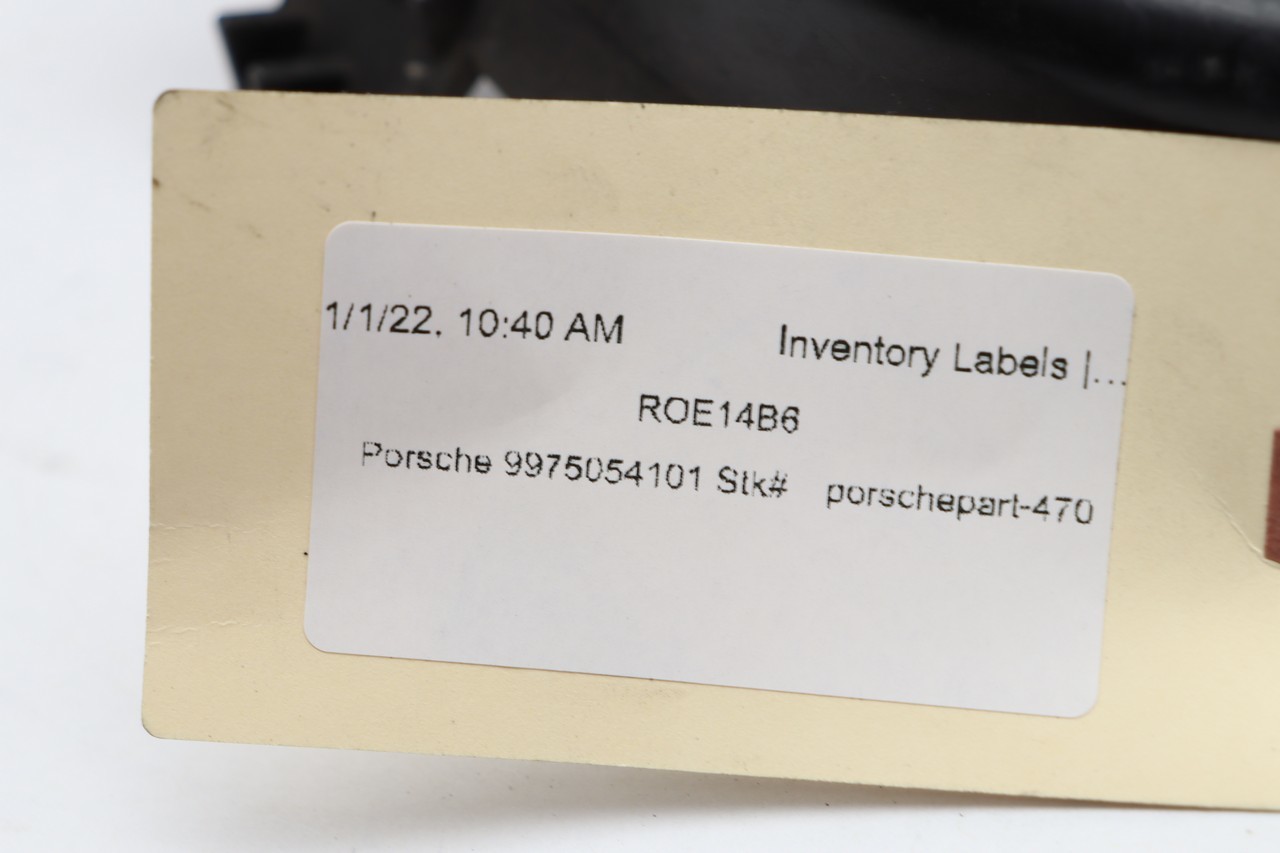 1/1/22, 10:40 AM Inventory Labels |...
ROE14B6
Porsche 9975054101 Stk# porschepart-470